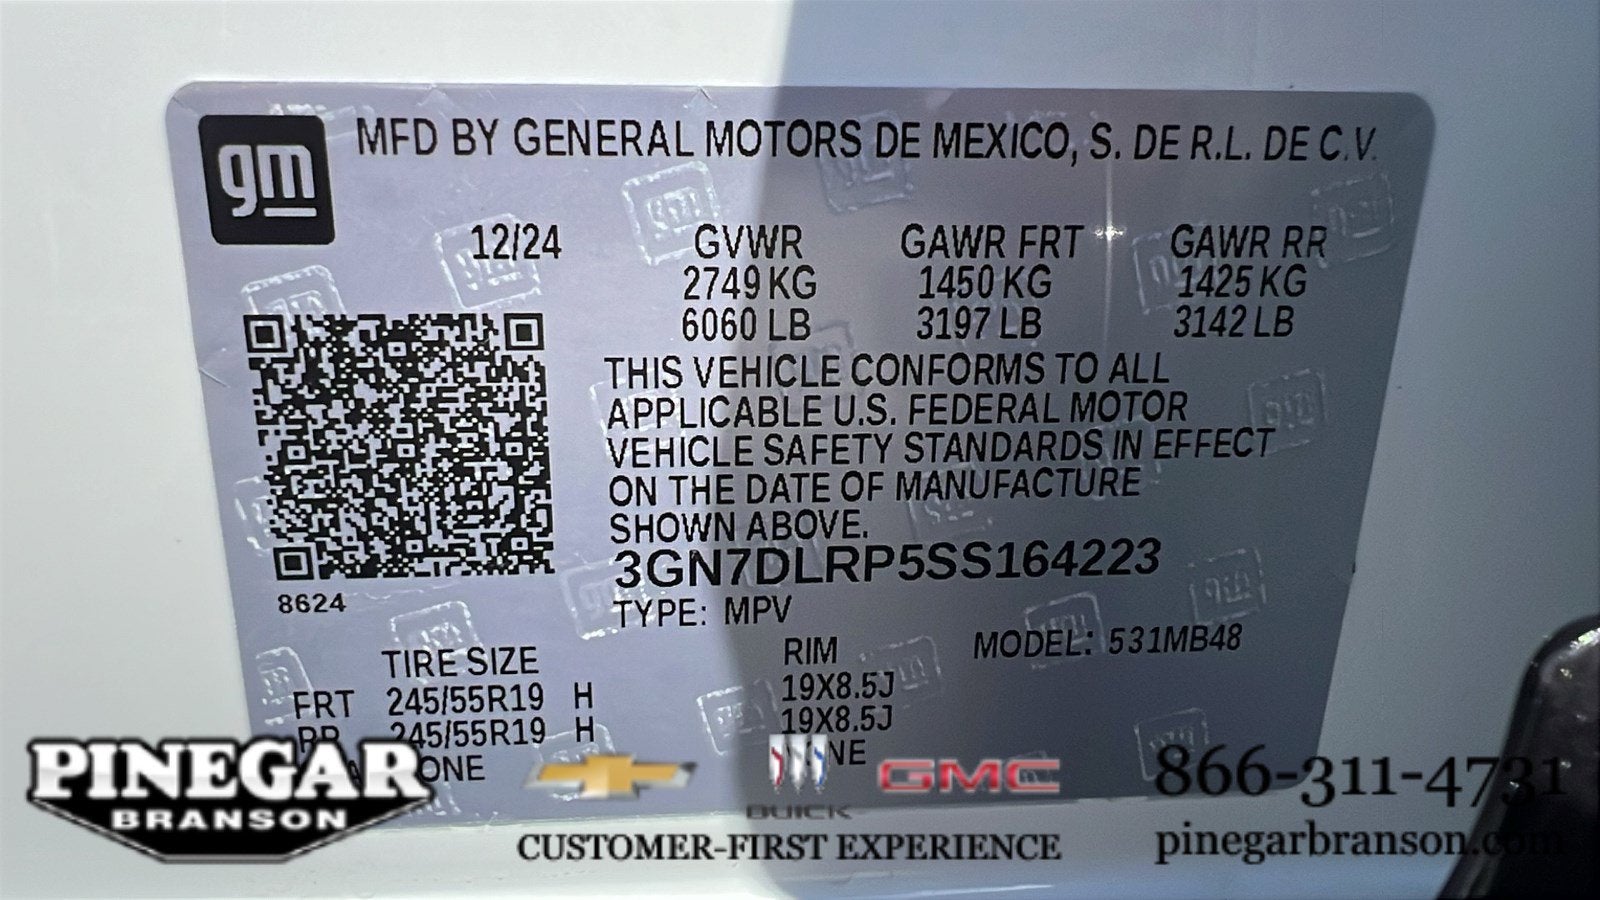 gm
MFD BY GENERAL MOTORS DE MEXICO, S. DE R.L. DE C.V.
12/24 GVWR GAWR FRT GAWR RR
2749 KG 1450 KG 1425 KG
6060 LB 3197 LB 3142 LB
THIS VEHICLE CONFORMS TO ALL
APPLICABLE U.S. FEDERAL MOTOR
VEHICLE SAFETY STANDARDS IN EFFECT
ON THE DATE OF MANUFACTURE
SHOWN ABOVE.
3GN7DLRP5SS164223
8624
TYPE: MPV
MODEL: 531MB48
TIRE SIZE RIM
FRT 245/55R19 H 19X8.5J
RR 245/55R19 H 19X8.5J
PINEGAR
BRANSON
BUICK
GMC
CUSTOMER-FIRST EXPERIENCE
866-311-4731
pinegarbranson.com